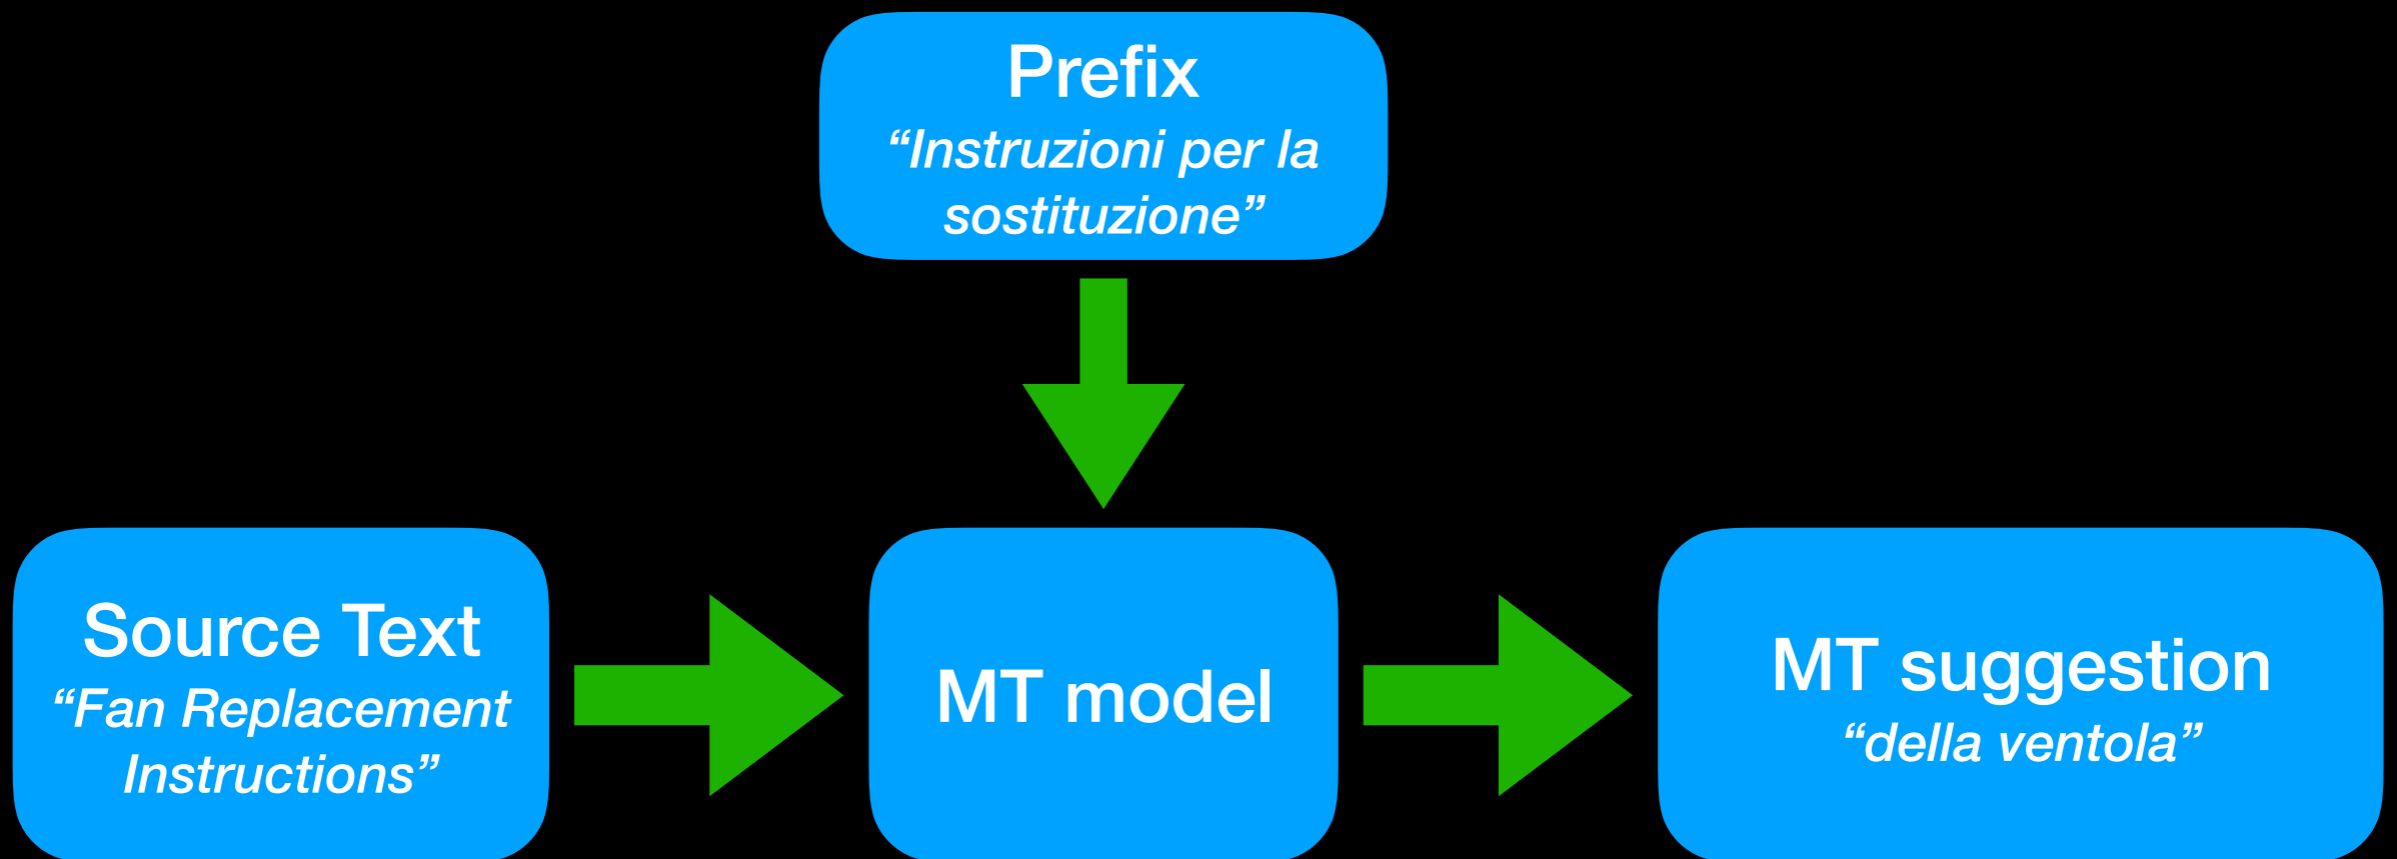 Prefix
“Instruzioni per la
sostituzione”
Source Text
“Fan Replacement
Instructions”
MT model
MT suggestion
“della ventola”